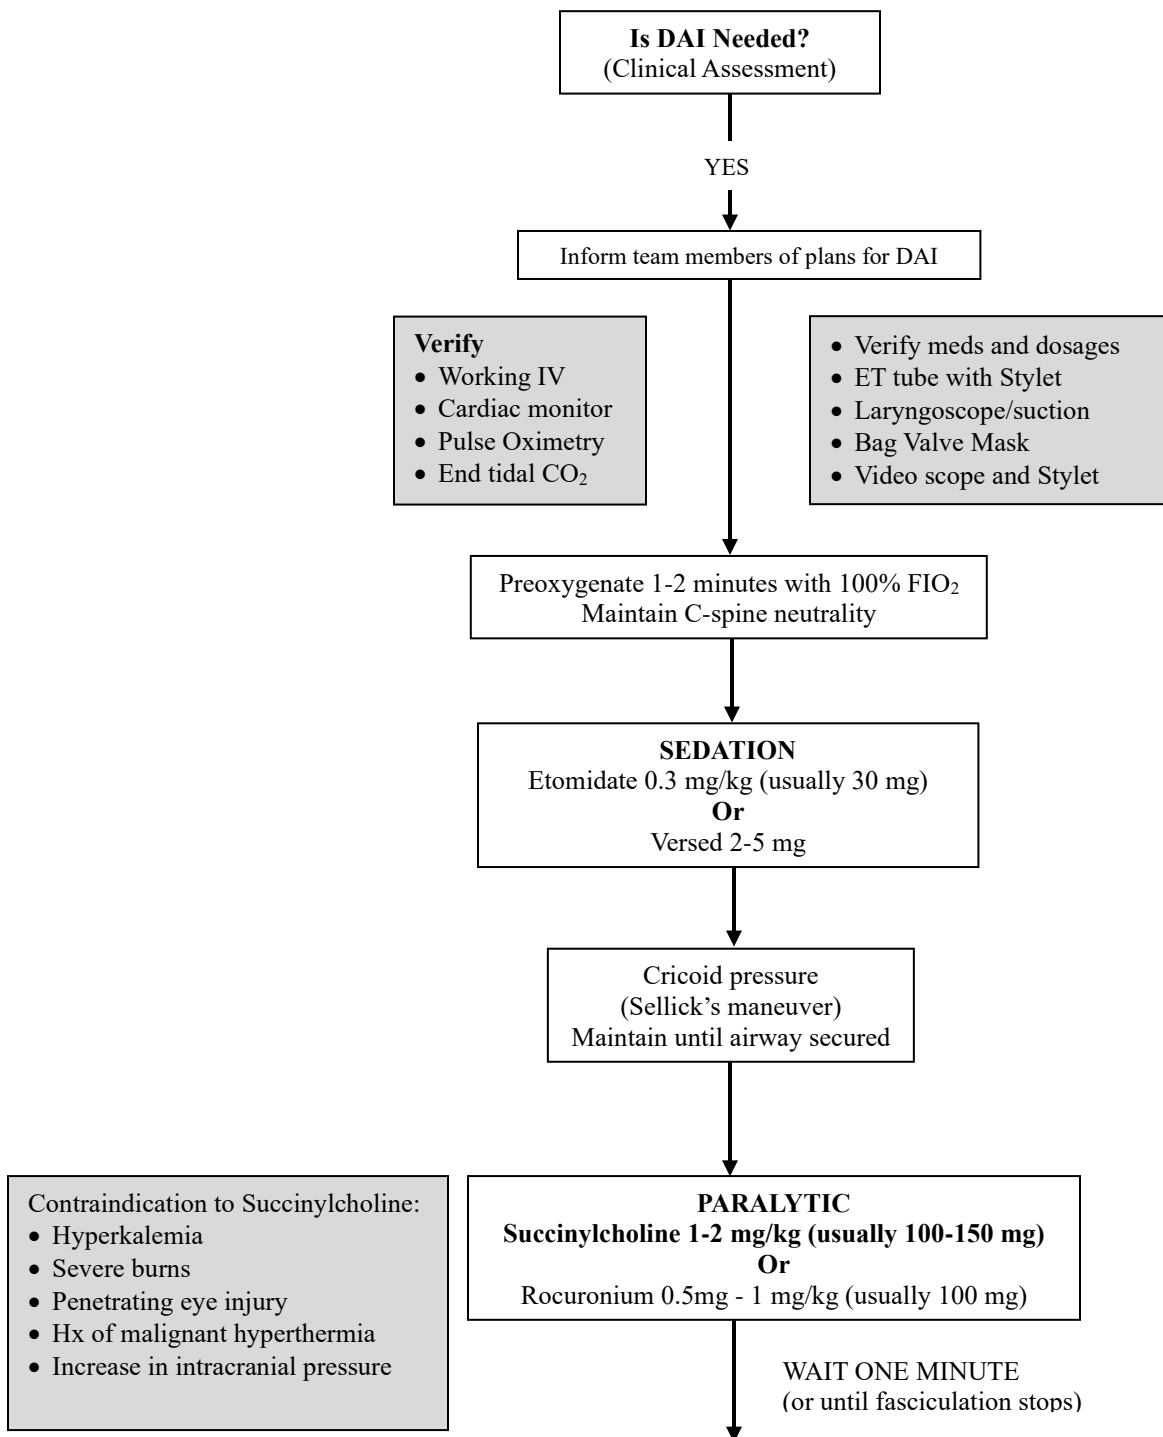 Is DAI Needed?
(Clinical Assessment)
YES
Inform team members of plans for DAI
Verify
• Working IV
• Cardiac monitor
• Pulse Oximetry
• End tidal CO₂
• Verify meds and dosages
• ET tube with Stylet
• Laryngoscope/suction
• Bag Valve Mask
• Video scope and Stylet
Preoxygenate 1-2 minutes with 100% FIO₂
Maintain C-spine neutrality
SEDATION
Etomidate 0.3 mg/kg (usually 30 mg)
Or
Versed 2-5 mg
Cricoid pressure
(Sellick’s maneuver)
Maintain until airway secured
Contraindication to Succinylcholine:
• Hyperkalemia
• Severe burns
• Penetrating eye injury
• Hx of malignant hyperthermia
• Increase in intracranial pressure
PARALYTIC
Succinylcholine 1-2 mg/kg (usually 100-150 mg)
Or
Rocuronium 0.5mg - 1 mg/kg (usually 100 mg)
WAIT ONE MINUTE
(or until fasciculation stops)